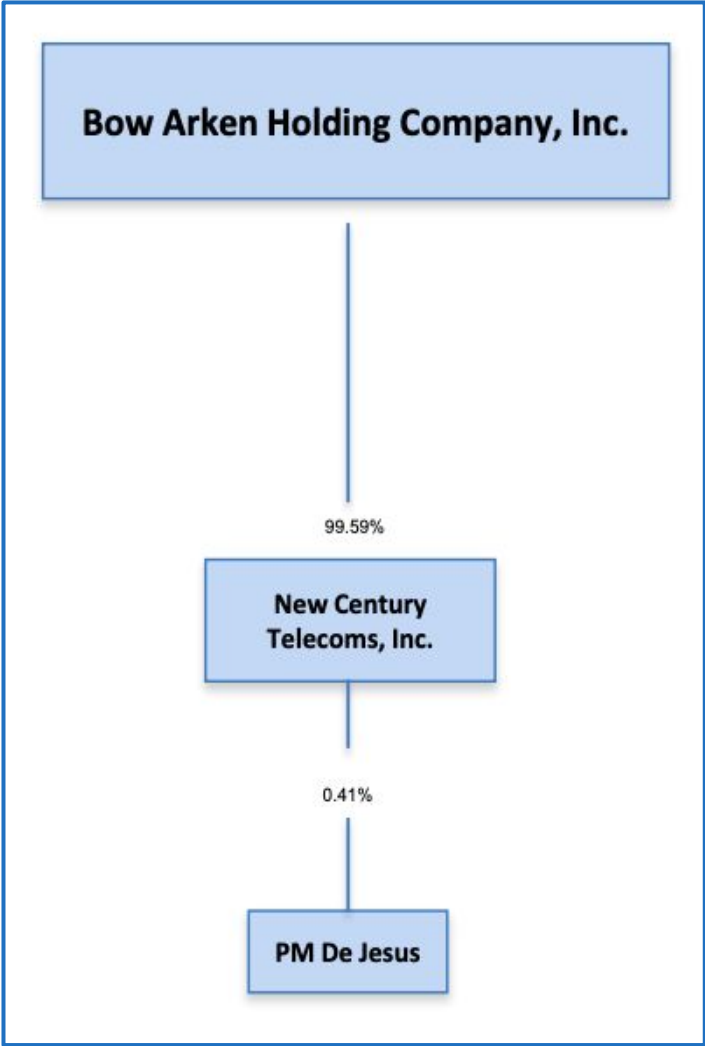 Bow Arken Holding Company, Inc.
99.59%
New Century
Telecoms, Inc.
0.41%
PM De Jesus